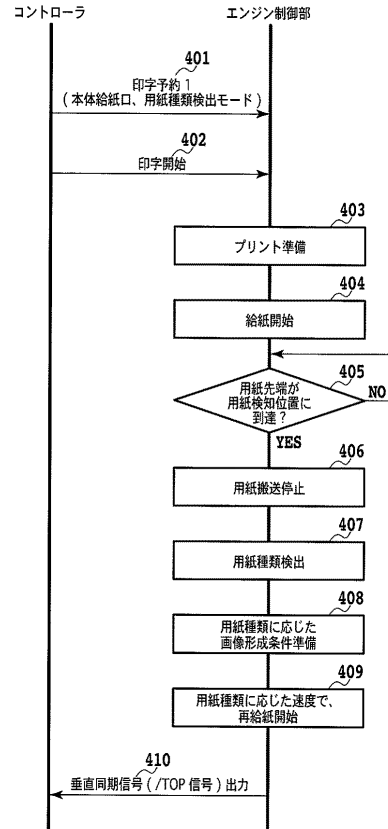 コントローラ
エンジン制御部
401
印字予約1
(本体給紙口、用紙種類検出モード)
402
印字開始
403
プリント準備
404
給紙開始
405
用紙先端が
用紙検知位置に
到達?
NO
YES
406
用紙搬送停止
407
用紙種類検出
408
用紙種類に応じた
画像形成条件準備
409
用紙種類に応じた速度で、
再給紙開始
410
垂直同期信号(/TOP信号)出力